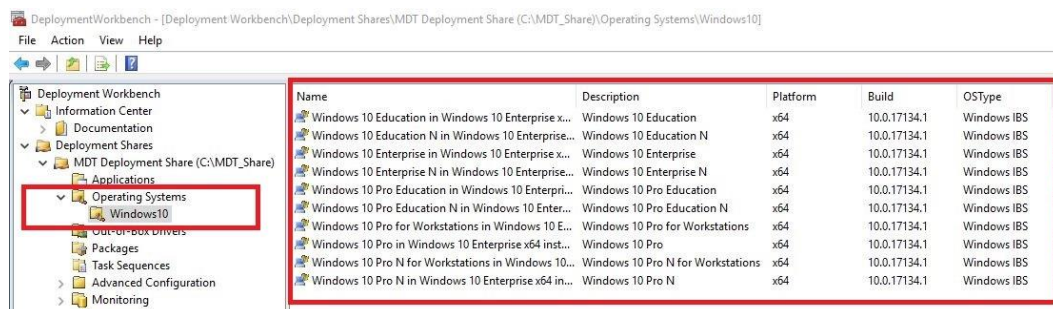 DeploymentWorkbench - [Deployment Workbench\Deployment Shares\MDT Deployment Share (C:\MDT_Share)\Operating Systems\Windows10]
File Action View Help
Deployment Workbench
Information Center
Documentation
Deployment Shares
MDT Deployment Share (C:\MDT_Share)
Applications
Operating Systems
Windows10
Out-of-Box Drivers
Packages
Task Sequences
Advanced Configuration
Monitoring
Name Description Platform Build OSType
Windows 10 Education in Windows 10 Enterprise x... Windows 10 Education x64 10.0.17134.1 Windows IBS
Windows 10 Education N in Windows 10 Enterprise... Windows 10 Education N x64 10.0.17134.1 Windows IBS
Windows 10 Enterprise in Windows 10 Enterprise x... Windows 10 Enterprise x64 10.0.17134.1 Windows IBS
Windows 10 Enterprise N in Windows 10 Enterprise... Windows 10 Enterprise N x64 10.0.17134.1 Windows IBS
Windows 10 Pro Education in Windows 10 Enterpri... Windows 10 Pro Education x64 10.0.17134.1 Windows IBS
Windows 10 Pro Education N in Windows 10 Enter... Windows 10 Pro Education N x64 10.0.17134.1 Windows IBS
Windows 10 Pro for Workstations in Windows 10 E... Windows 10 Pro for Workstations x64 10.0.17134.1 Windows IBS
Windows 10 Pro in Windows 10 Enterprise x64 inst... Windows 10 Pro x64 10.0.17134.1 Windows IBS
Windows 10 Pro N for Workstations in Windows 10... Windows 10 Pro N for Workstations x64 10.0.17134.1 Windows IBS
Windows 10 Pro N in Windows 10 Enterprise x64 in... Windows 10 Pro N x64 10.0.17134.1 Windows IBS